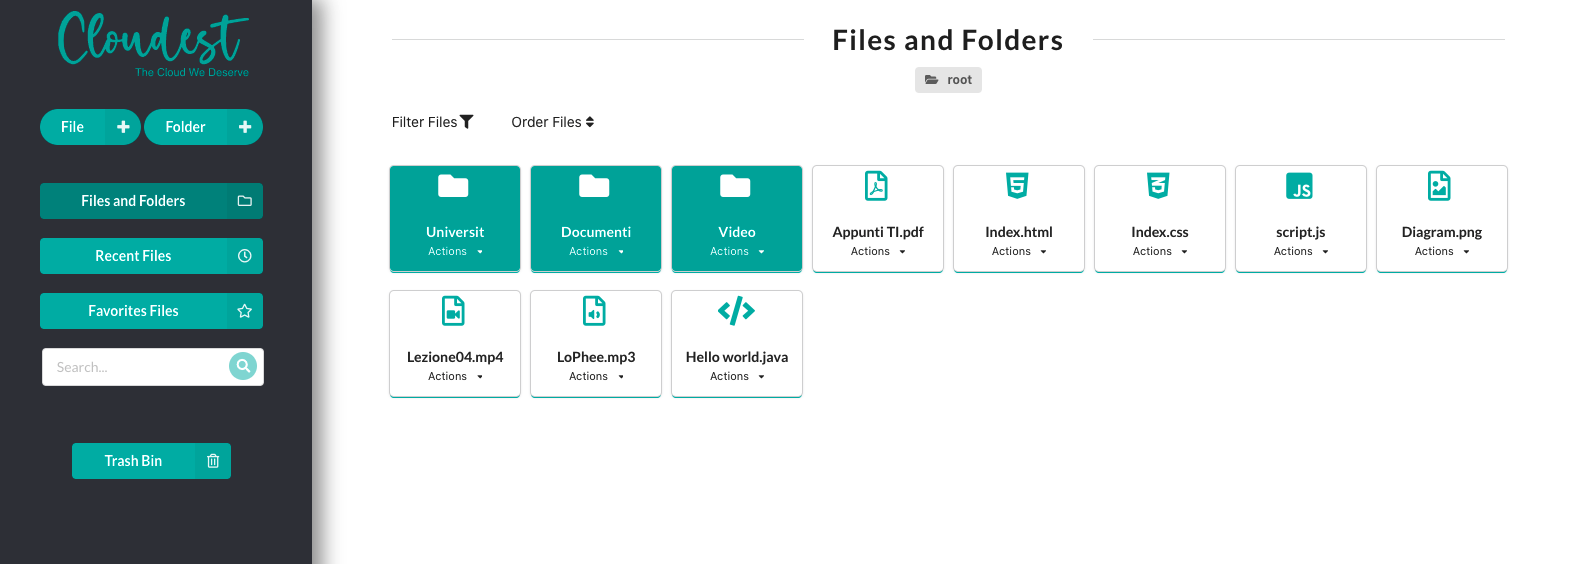 Cloudest
The Cloud We Deserve
File
Folder
Files and Folders
Recent Files
Favorites Files
Search...
Trash Bin
Files and Folders
root
Filter Files
Order Files
Universit
Actions
Documenti
Actions
Video
Actions
Appunti TI.pdf
Actions
Index.html
Actions
Index.css
Actions
JS
script.js
Actions
Diagram.png
Actions
Lezione04.mp4
Actions
LoPhee.mp3
Actions
Hello world.java
Actions